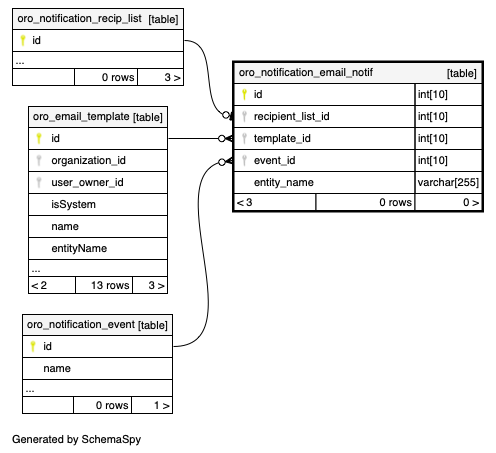 oro_notification_recip_list [table]
id
...
0 rows 3 >
oro_email_template [table]
id
organization_id
user_owner_id
isSystem
name
entityName
...
< 2 13 rows 3 >
oro_notification_event [table]
id
name
...
0 rows 1 >
oro_notification_email_notif [table]
id int[10]
recipient_list_id int[10]
template_id int[10]
event_id int[10]
entity_name varchar[255]
< 3 0 rows 0 >
Generated by SchemaSpy